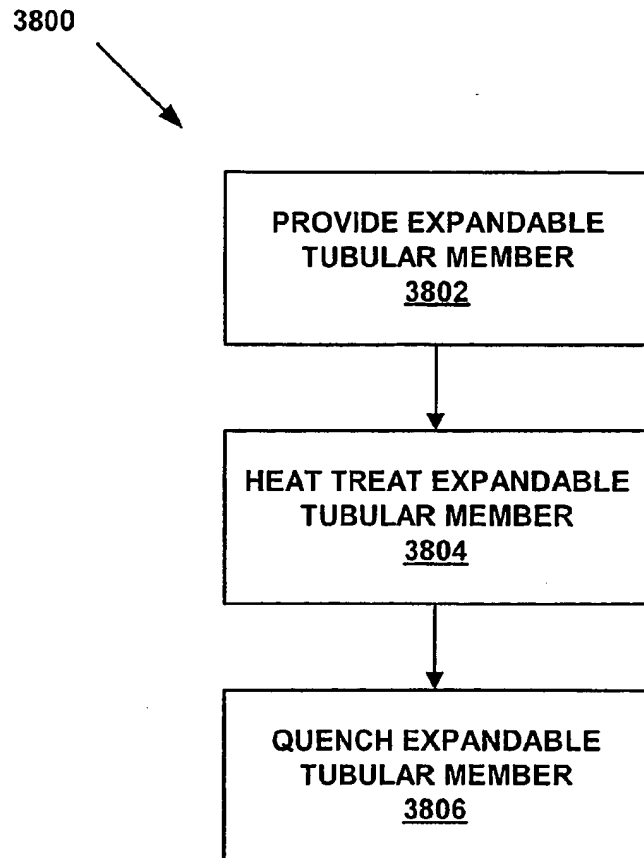 3800
PROVIDE EXPANDABLE
TUBULAR MEMBER
3802
HEAT TREAT EXPANDABLE
TUBULAR MEMBER
3804
QUENCH EXPANDABLE
TUBULAR MEMBER
3806